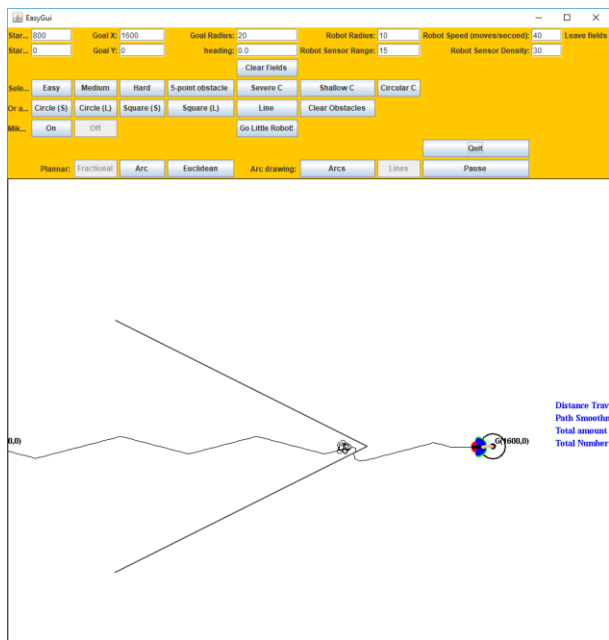 EasyGui
Star... 800 Goal X: 1600 Goal Radius: 20 Robot Radius: 10 Robot Speed (moves/second): 40 Leave fields
Star... 0 Goal Y: 0 heading: 0.0 Robot Sensor Range: 15 Robot Sensor Density: 30
Clear Fields
Sele... Easy Medium Hard 5-point obstacle Severe C Shallow C Circular C
Or a... Circle (S) Circle (L) Square (S) Square (L) Line Clear Obstacles
Mik... On Off Go Little Robot!
Quit
Plannar: Fractional Arc Euclidean Arc drawing: Arcs Lines Pause
Distance Trav
Path Smoothn
Total amount
0,0) G(1600,0) Total Number